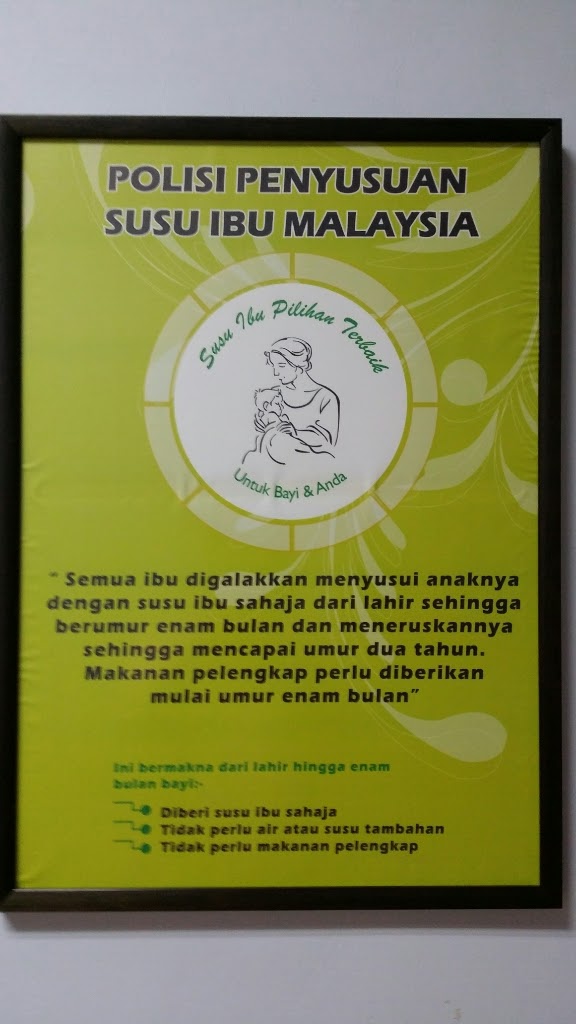 POLISI PENYUSUAN
SUSU IBU MALAYSIA
Susu Ibu Pilihan Terbaik
Untuk Bayi & Anda
" Semua ibu digalakkan menyusui anaknya
dengan susu ibu sahaja dari lahir sehingga
berumur enam bulan dan meneruskannya
sehingga mencapai umur dua tahun.
Makanan pelengkap perlu diberikan
mulai umur enam bulan"
Ini bermakna dari lahir hingga enam
bulan bayi:-
Diberi susu ibu sahaja
Tidak perlu air atau susu tambahan
Tidak perlu makanan pelengkap